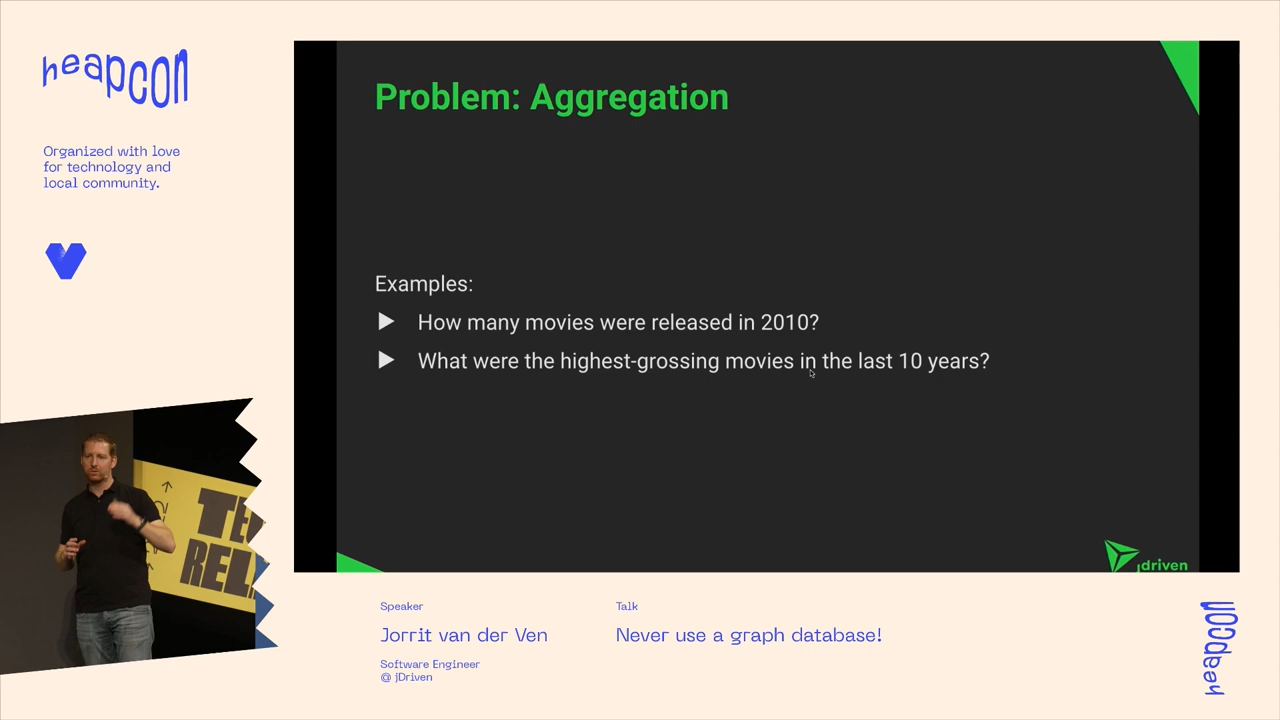 heapcon
Organized with love
for technology and
local community.
Problem: Aggregation
Examples:
How many movies were released in 2010?
What were the highest-grossing movies in the last 10 years?
jdriven
Speaker
Jorrit van der Ven
Software Engineer
@ jDriven
Talk
Never use a graph database!
heapcon